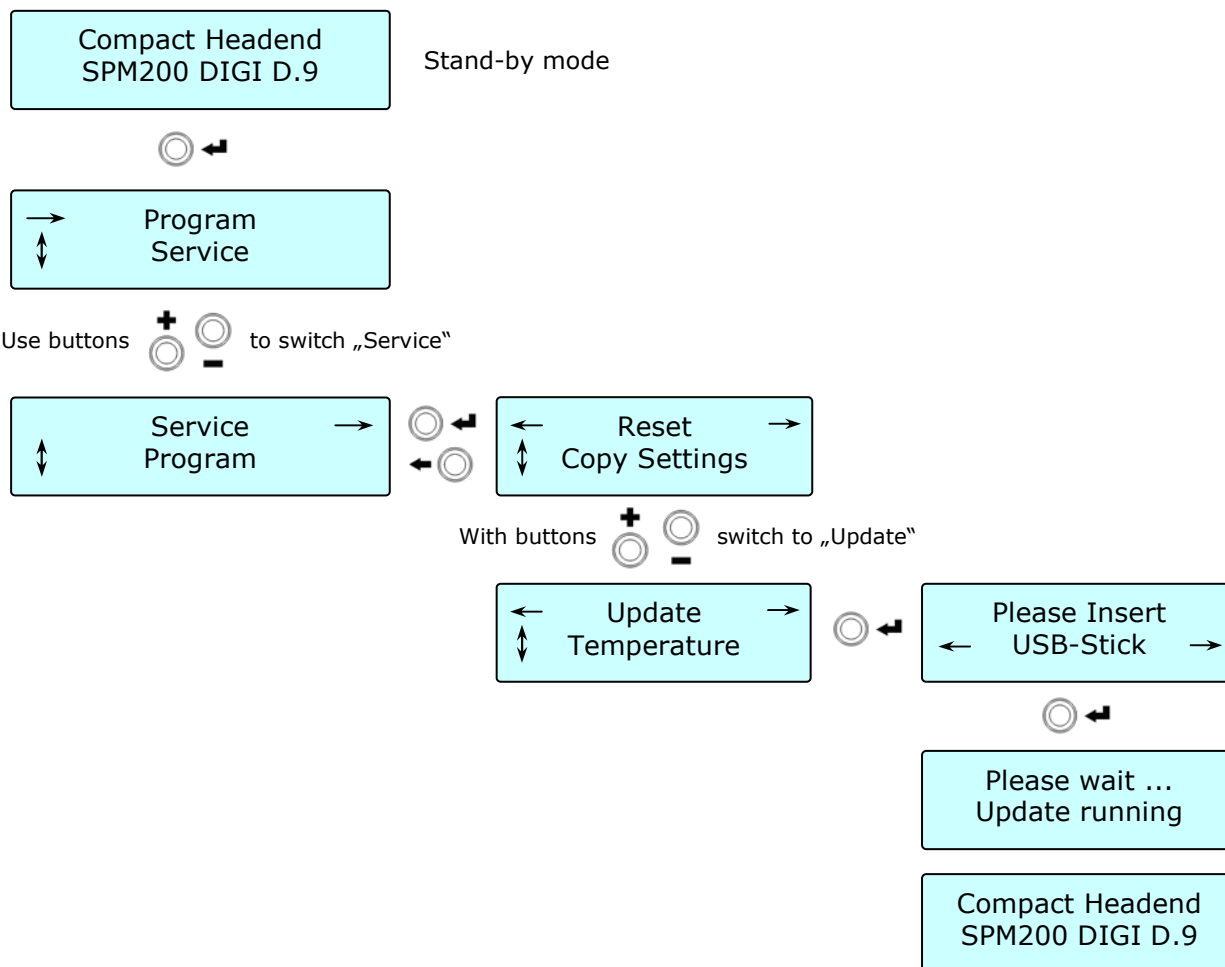 Compact Headend
SPM200 DIGI D.9
Stand-by mode
Program
Service
Use buttons + − to switch „Service“
Service
Program
Reset
Copy Settings
With buttons + − switch to „Update“
Update
Temperature
Please Insert
USB-Stick
Please wait ...
Update running
Compact Headend
SPM200 DIGI D.9